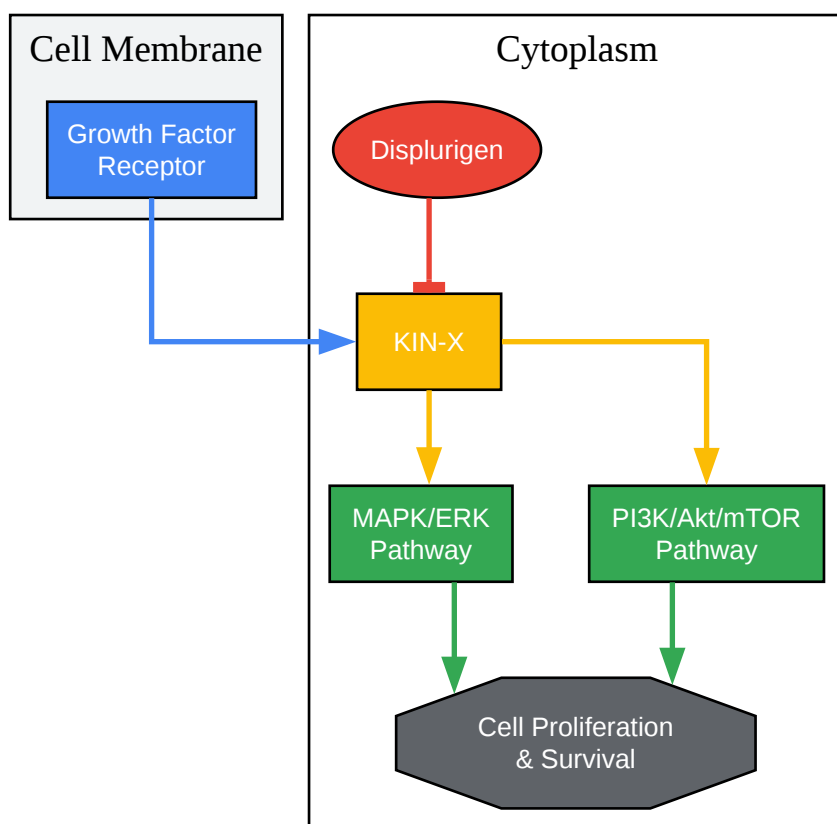 Cell Membrane
Cytoplasm
Growth Factor
Receptor
Displurigen
KIN-X
MAPK/ERK
Pathway
PI3K/Akt/mTOR
Pathway
Cell Proliferation
& Survival